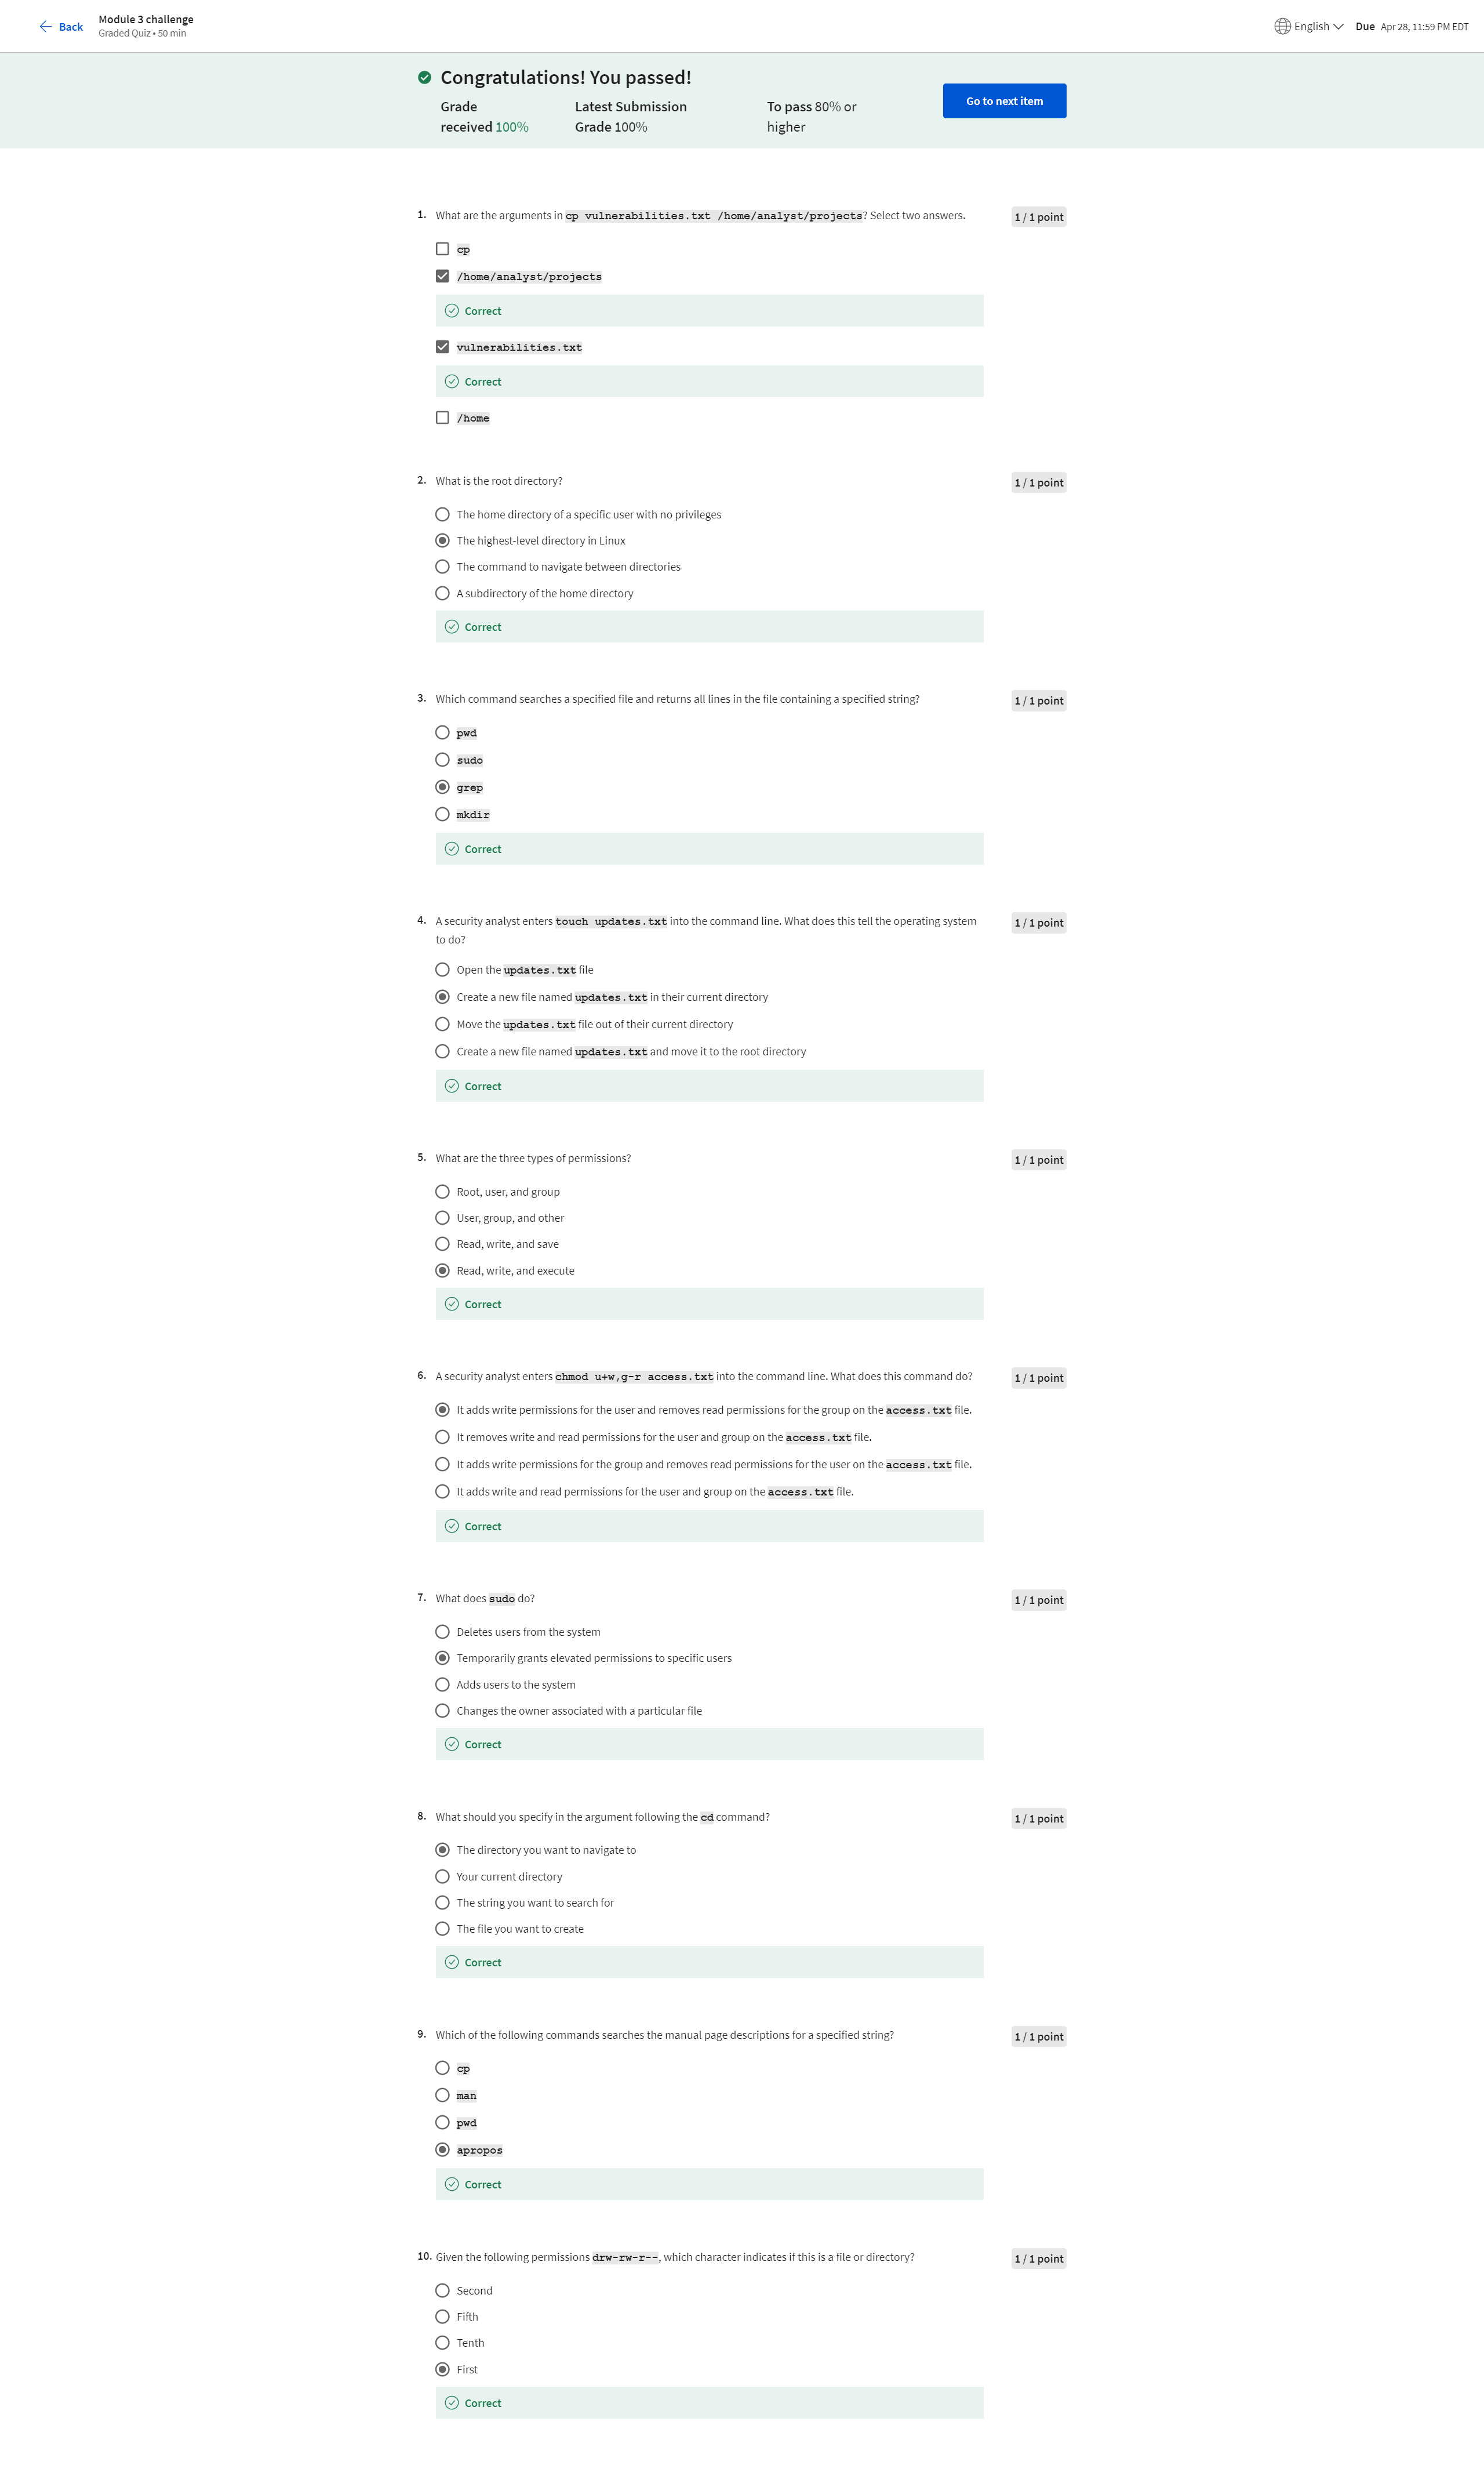 Back
Module 3 challenge
Graded Quiz • 50 min
English
Due Apr 28, 11:59 PM EDT
Congratulations! You passed!
Grade received 100%
Latest Submission Grade 100%
To pass 80% or higher
Go to next item
1. What are the arguments in cp vulnerabilities.txt /home/analyst/projects? Select two answers.
1 / 1 point
cp
/home/analyst/projects
Correct
vulnerabilities.txt
Correct
/home
2. What is the root directory?
1 / 1 point
The home directory of a specific user with no privileges
The highest-level directory in Linux
The command to navigate between directories
A subdirectory of the home directory
Correct
3. Which command searches a specified file and returns all lines in the file containing a specified string?
1 / 1 point
pwd
sudo
grep
mkdir
Correct
4. A security analyst enters touch updates.txt into the command line. What does this tell the operating system
to do?
1 / 1 point
Open the updates.txt file
Create a new file named updates.txt in their current directory
Move the updates.txt file out of their current directory
Create a new file named updates.txt and move it to the root directory
Correct
5. What are the three types of permissions?
1 / 1 point
Root, user, and group
User, group, and other
Read, write, and save
Read, write, and execute
Correct
6. A security analyst enters chmod u+w,g-r access.txt into the command line. What does this command do?
1 / 1 point
It adds write permissions for the user and removes read permissions for the group on the access.txt file.
It removes write and read permissions for the user and group on the access.txt file.
It adds write permissions for the group and removes read permissions for the user on the access.txt file.
It adds write and read permissions for the user and group on the access.txt file.
Correct
7. What does sudo do?
1 / 1 point
Deletes users from the system
Temporarily grants elevated permissions to specific users
Adds users to the system
Changes the owner associated with a particular file
Correct
8. What should you specify in the argument following the cd command?
1 / 1 point
The directory you want to navigate to
Your current directory
The string you want to search for
The file you want to create
Correct
9. Which of the following commands searches the manual page descriptions for a specified string?
1 / 1 point
cp
man
pwd
apropos
Correct
10. Given the following permissions drw-rw-r--, which character indicates if this is a file or directory?
1 / 1 point
Second
Fifth
Tenth
First
Correct